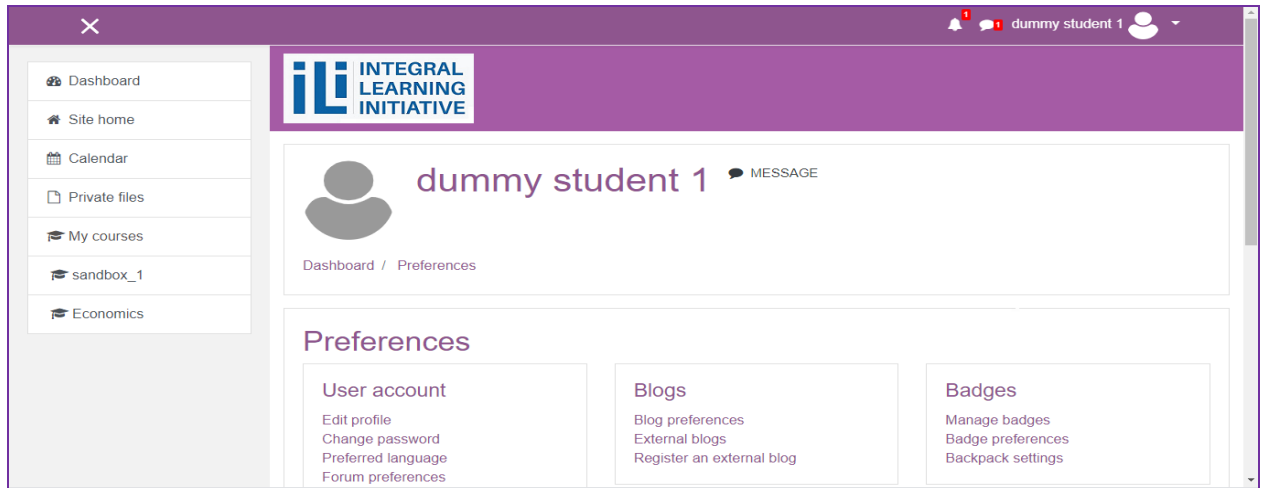 1
1
dummy student 1
Dashboard
Site home
Calendar
Private files
My courses
sandbox_1
Economics
iLi INTEGRAL
LEARNING
INITIATIVE
dummy student 1
MESSAGE
Dashboard / Preferences
Preferences
User account
Edit profile
Change password
Preferred language
Forum preferences
Blogs
Blog preferences
External blogs
Register an external blog
Badges
Manage badges
Badge preferences
Backpack settings